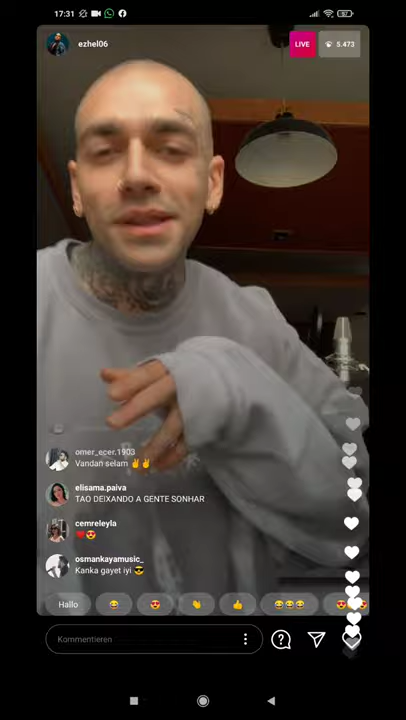 17:31
ezhel06
LIVE
5.473
omer_ecer.1903
Vandan selam ✌✌
elisama.paiva
TAO DEIXANDO A GENTE SONHAR
cemreleyla
❤😍
osmankayamusic_
Kanka gayet iyi 😎
Hallo
Kommentieren